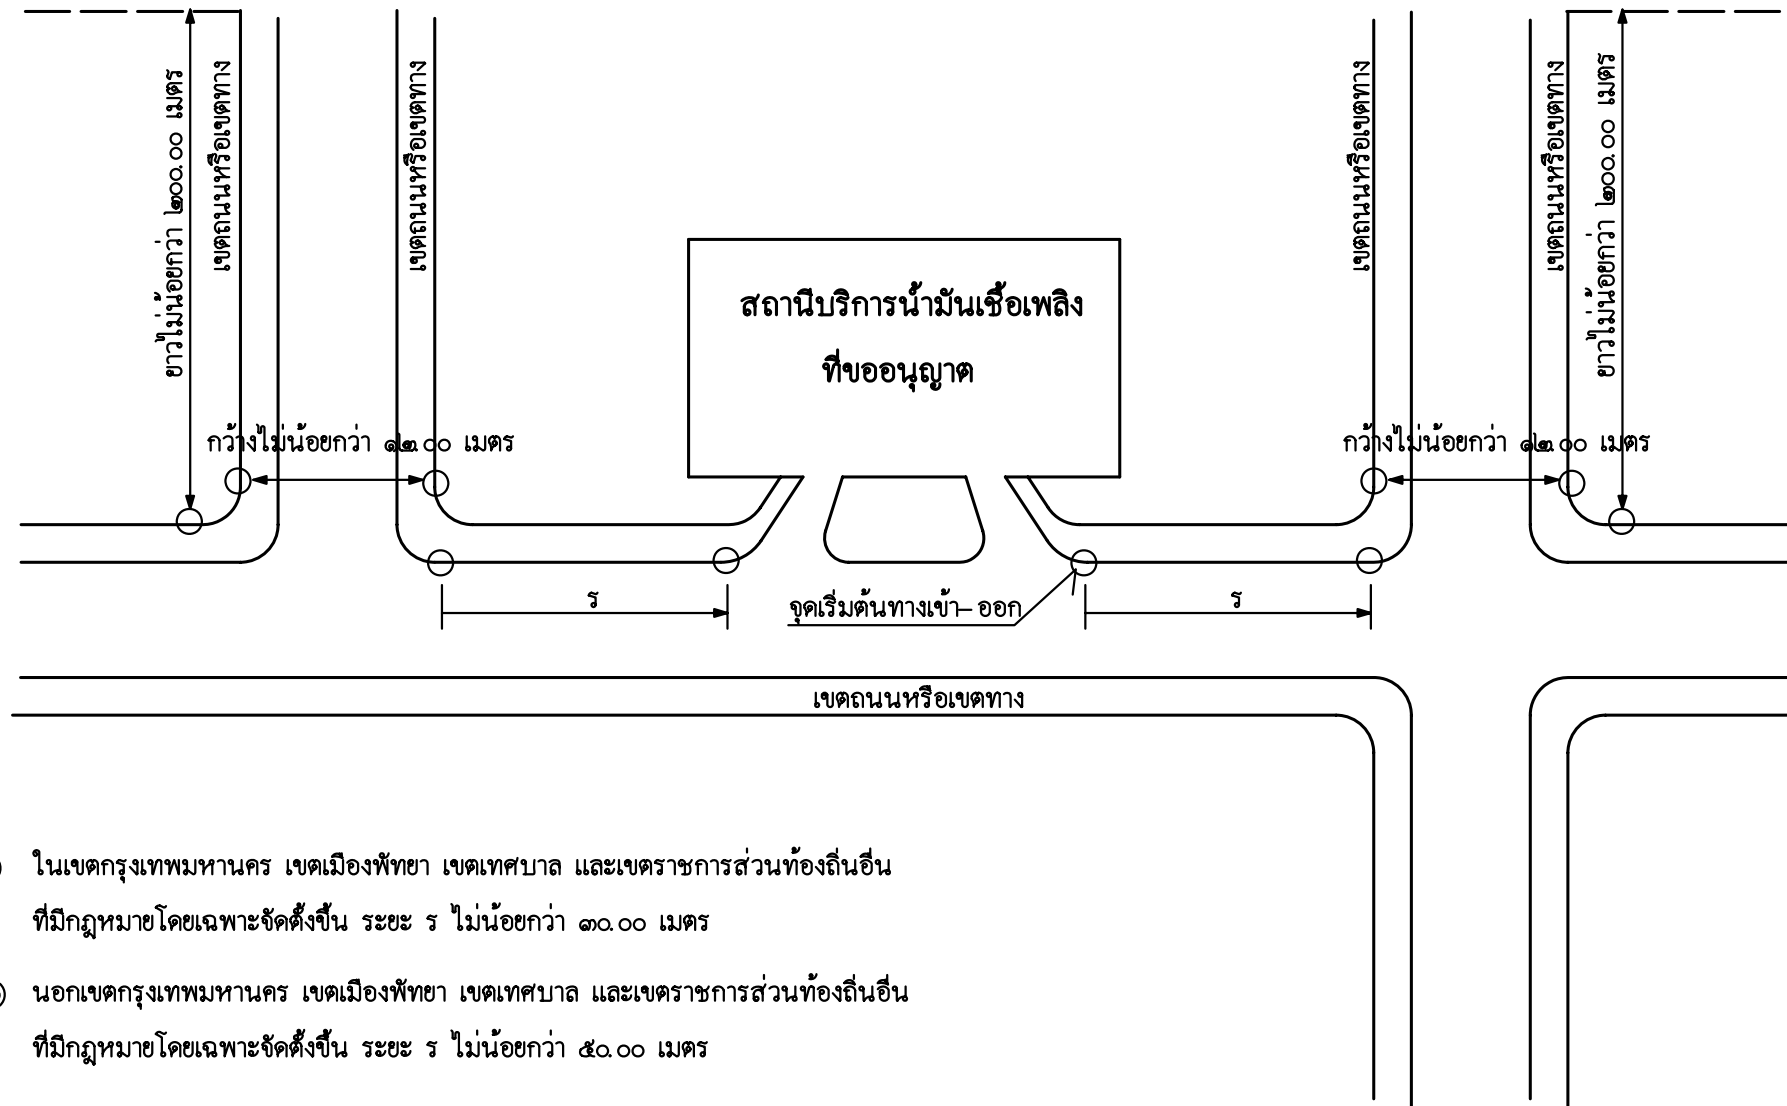 ยาวไม่น้อยกว่า ๒๐๐.๐๐ เมตร
เขตถนนหรือเขตทาง
เขตถนนหรือเขตทาง
เขตถนนหรือเขตทาง
เขตถนนหรือเขตทาง
ยาวไม่น้อยกว่า ๒๐๐.๐๐ เมตร
สถานีบริการน้ำมันเชื้อเพลิง
ที่ขออนุญาต
กว้างไม่น้อยกว่า ๑๒.๐๐ เมตร
กว้างไม่น้อยกว่า ๑๒.๐๐ เมตร
ร
จุดเริ่มต้นทางเข้า–ออก
ร
เขตถนนหรือเขตทาง
ในเขตกรุงเทพมหานคร เขตเมืองพัทยา เขตเทศบาล และเขตราชการส่วนท้องถิ่นอื่น
ที่มีกฎหมายโดยเฉพาะจัดตั้งขึ้น ระยะ ร ไม่น้อยกว่า ๓๐.๐๐ เมตร
นอกเขตกรุงเทพมหานคร เขตเมืองพัทยา เขตเทศบาล และเขตราชการส่วนท้องถิ่นอื่น
ที่มีกฎหมายโดยเฉพาะจัดตั้งขึ้น ระยะ ร ไม่น้อยกว่า ๕๐.๐๐ เมตร